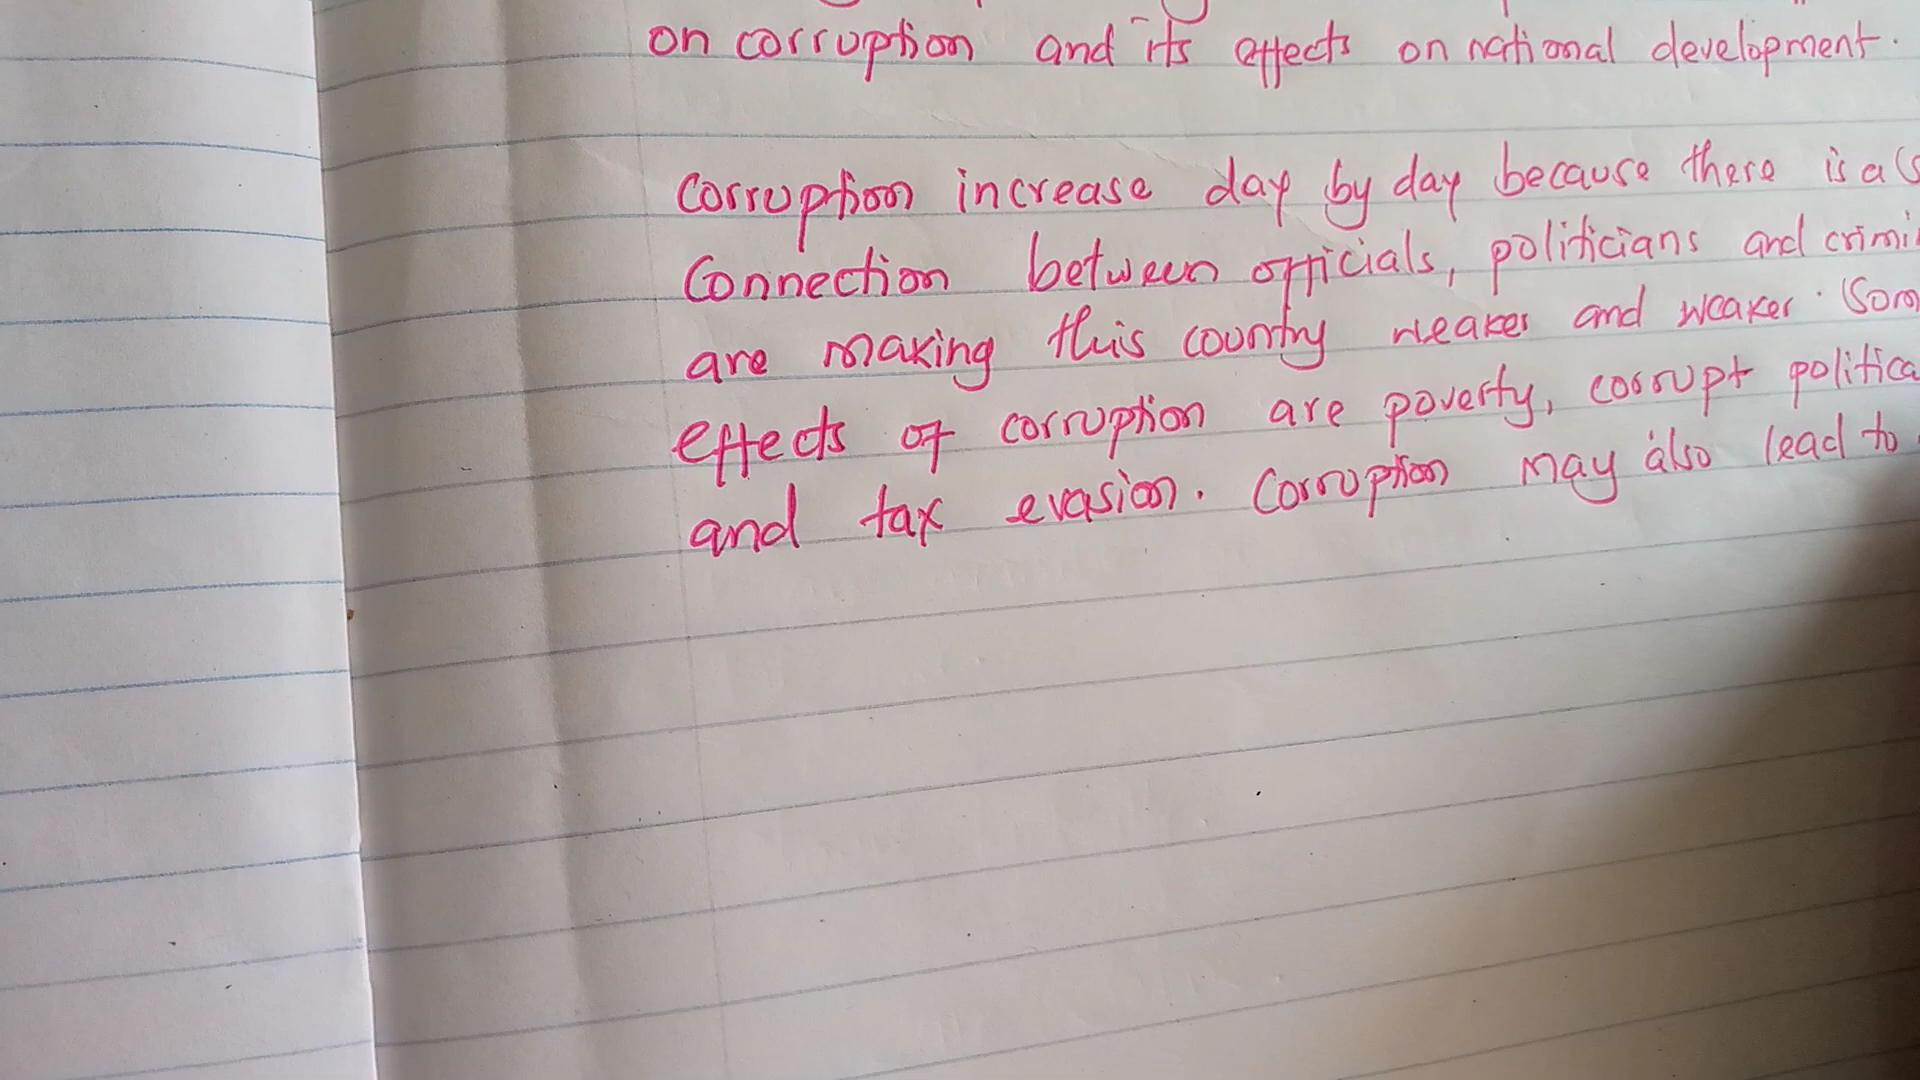 on corruption and its effects on national development.
Corruption increase day by day because there is a
Connection between officials, politicians and
are making this country weaker and weaker.
effects of corruption are poverty, corrupt
and tax evasion. Corruption may also lead to